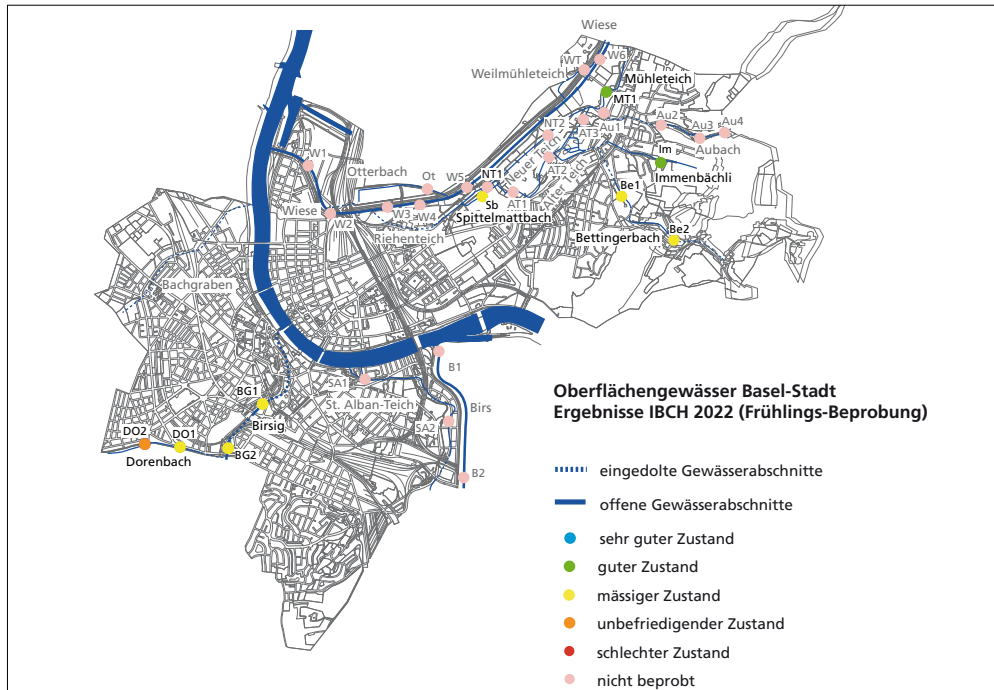 Wiese
WT
W6
Weilmühleteich
Mühleteich
MT1
NT2
AT3
Au1
Au2
Au3
Au4
Aubach
W1
Otterbach
Ot
W5
NT1
Neuer Teich
AT2
Alter Teich
Im
Immenbächli
Wiese
W2
W3
W4
Sb
AT1
Spittelmattbach
Be1
Riehenteich
Bettingerbach
Be2
Bachgraben
B1
SA1
BG1
St. Alban-Teich
Birs
Birsig
SA2
DO2
DO1
BG2
Dorenbach
B2
Oberflächengewässer Basel-Stadt
Ergebnisse IBCH 2022 (Frühlings-Beprobung)
eingedolte Gewässerabschnitte
offene Gewässerabschnitte
sehr guter Zustand
guter Zustand
mässiger Zustand
unbefriedigender Zustand
schlechter Zustand
nicht beprobt